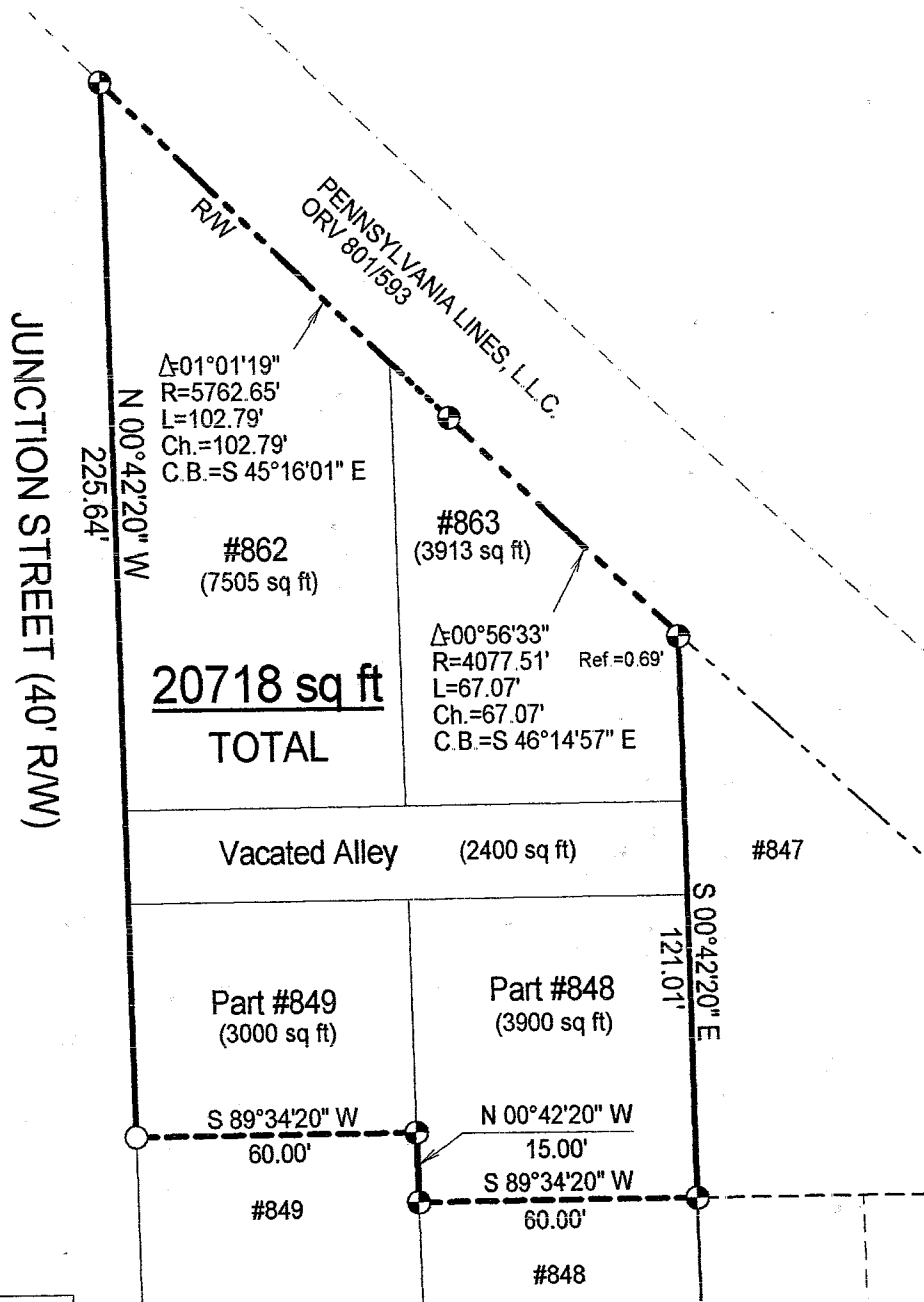 R/W
PENNSYLVANIA LINES, L.L.C.
ORV 801/593
Δ=01°01'19"
R=5762.65'
L=102.79'
Ch.=102.79'
C.B.=S 45°16'01" E
JUNCTION STREET (40' R/W)
N 00°42'20" W
225.64'
#862
(7505 sq ft)
#863
(3913 sq ft)
Δ=00°56'33"
R=4077.51'
L=67.07'
Ch.=67.07'
C.B.=S 46°14'57" E
Ref.=0.69'
20718 sq ft
TOTAL
Vacated Alley (2400 sq ft)
#847
S 00°42'20" E
121.01'
Part #849
(3000 sq ft)
Part #848
(3900 sq ft)
S 89°34'20" W
60.00'
N 00°42'20" W
15.00'
S 89°34'20" W
60.00'
#849
#848